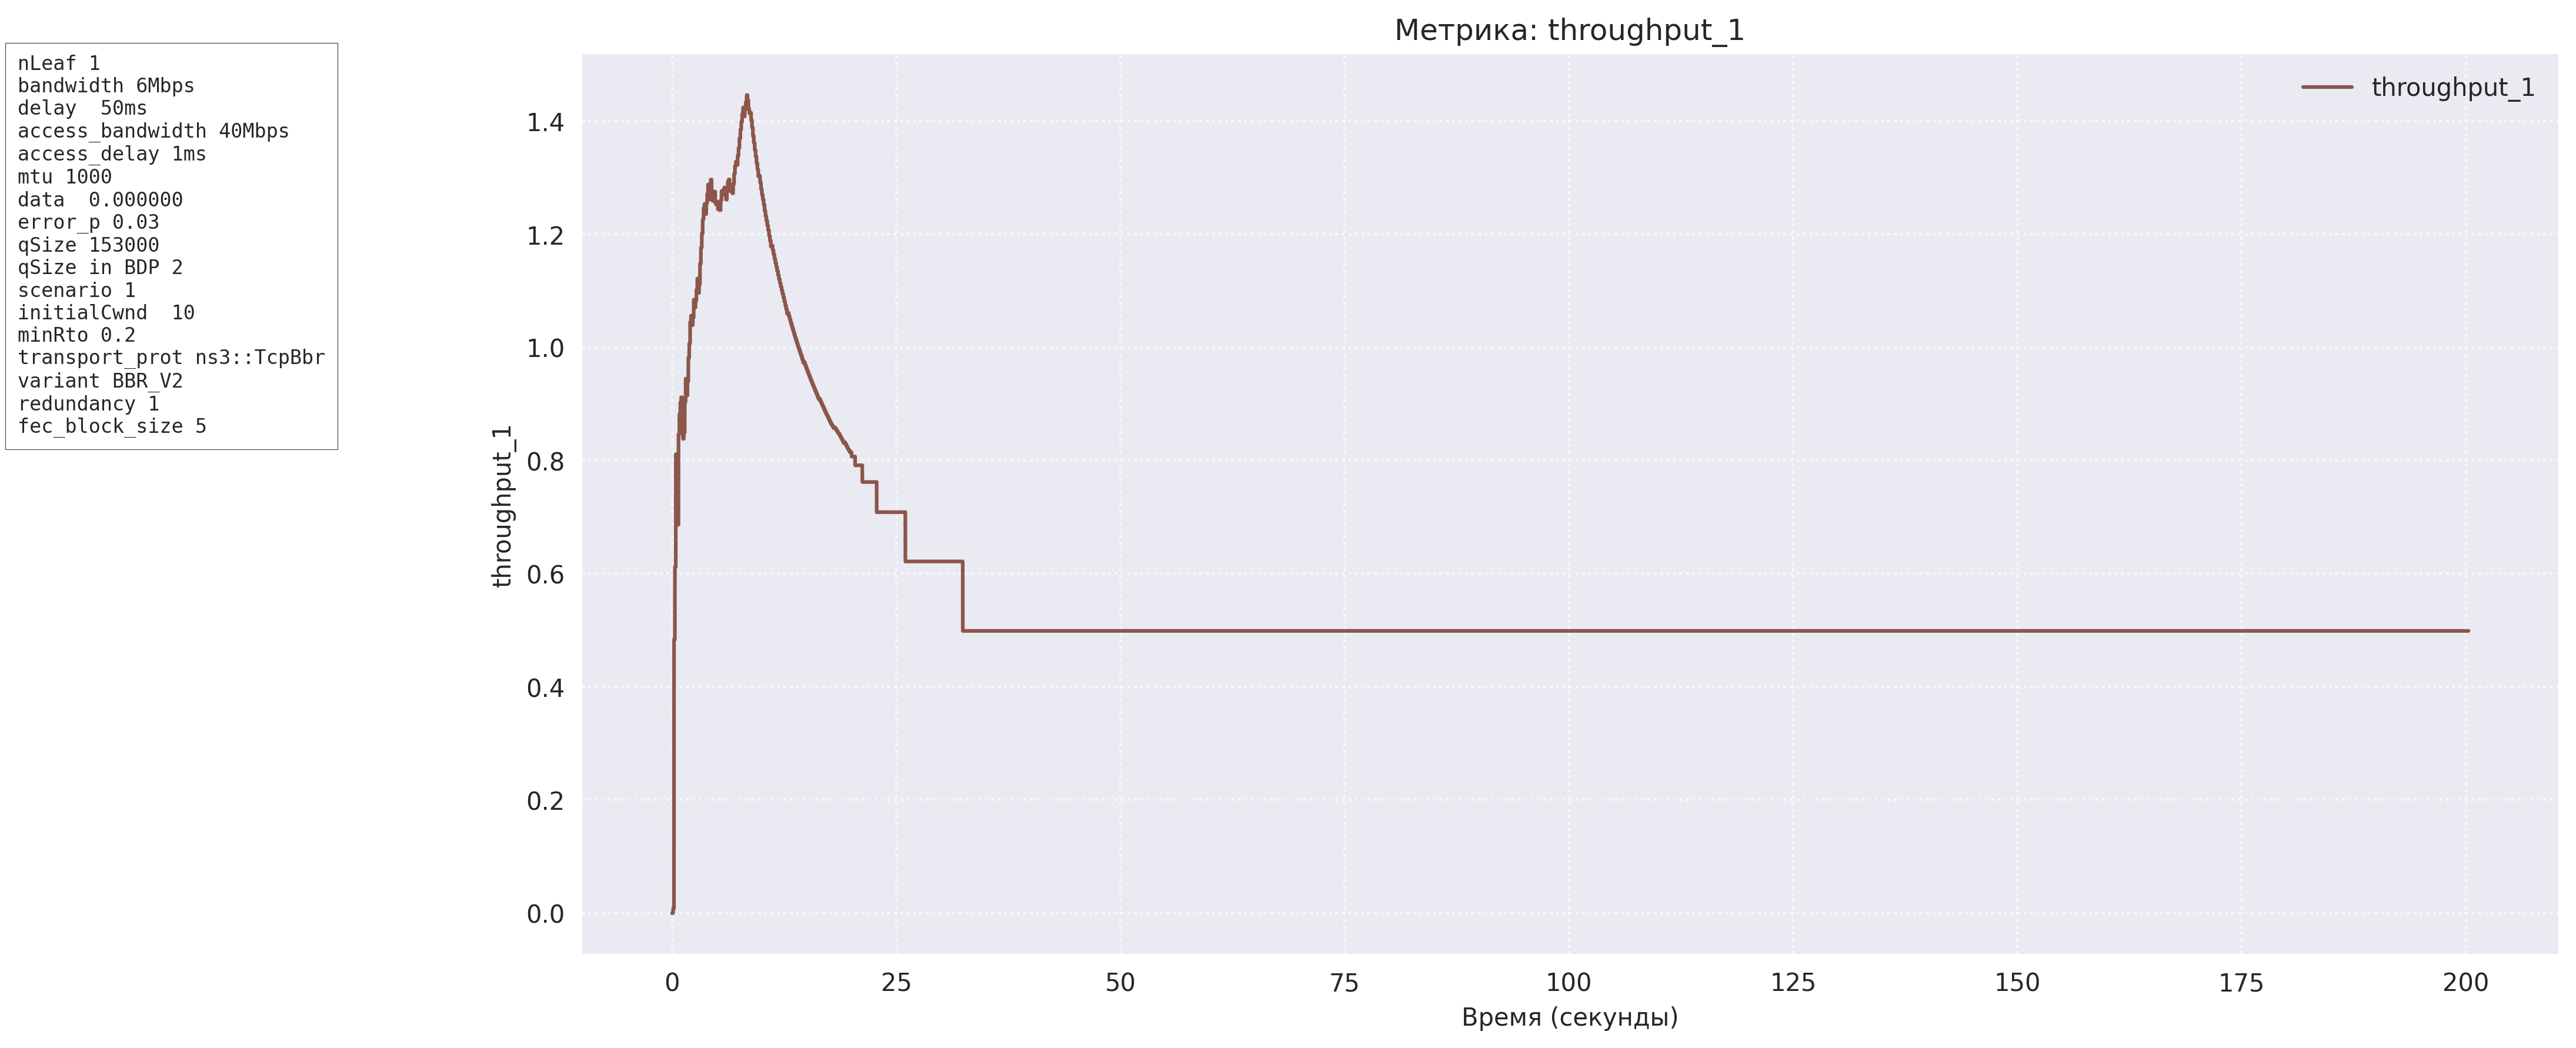 Метрика: throughput_1
nLeaf 1
bandwidth 6Mbps
delay  50ms
access_bandwidth 40Mbps
access_delay 1ms
mtu 1000
data  0.000000
error_p 0.03
qSize 153000
qSize in BDP 2
scenario 1
initialCwnd  10
minRto 0.2
transport_prot ns3::TcpBbr
variant BBR_V2
redundancy 1
fec_block_size 5
throughput_1
throughput_1
1.4
1.2
1.0
0.8
0.6
0.4
0.2
0.0
0 25 50 75 100 125 150 175 200
Время (секунды)